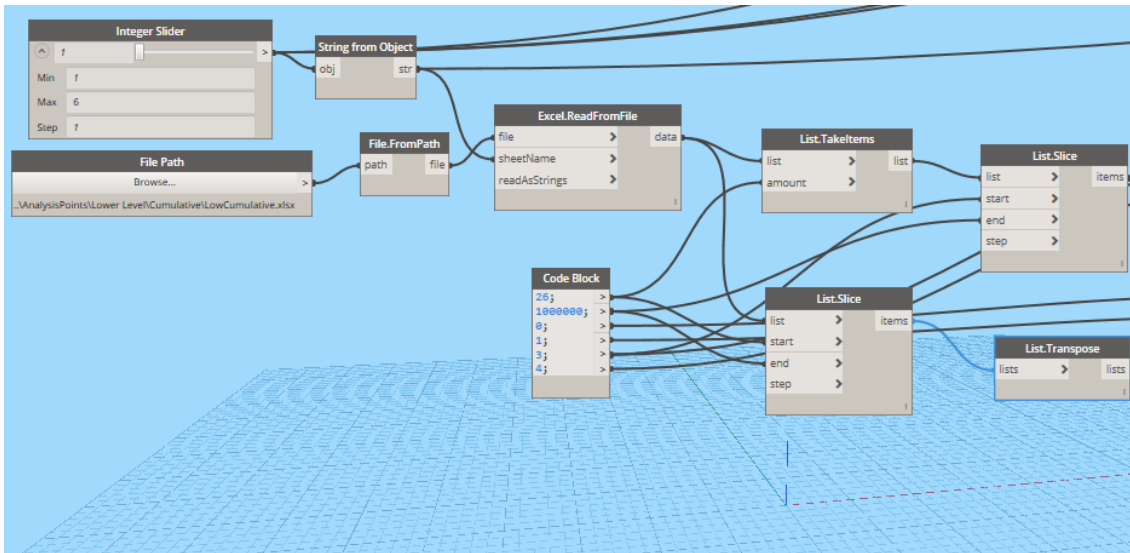 Integer Slider
1 >
Min 1
Max 6
Step 1
String from Object
obj str
File Path
Browse... >
..\AnalysisPoints\Lower Level\Cumulative\LowCumulative.xlsx
File.FromPath
path file
Excel.ReadFromFile
file > data
sheetName >
readAsStrings >
List.TakeItems
list > list
amount >
List.Slice
list > items
start >
end >
step >
Code Block
26; >
1000000; >
0; >
1; >
3; >
4; >
List.Slice
list > items
start >
end >
step >
List.Transpose
lists > lists